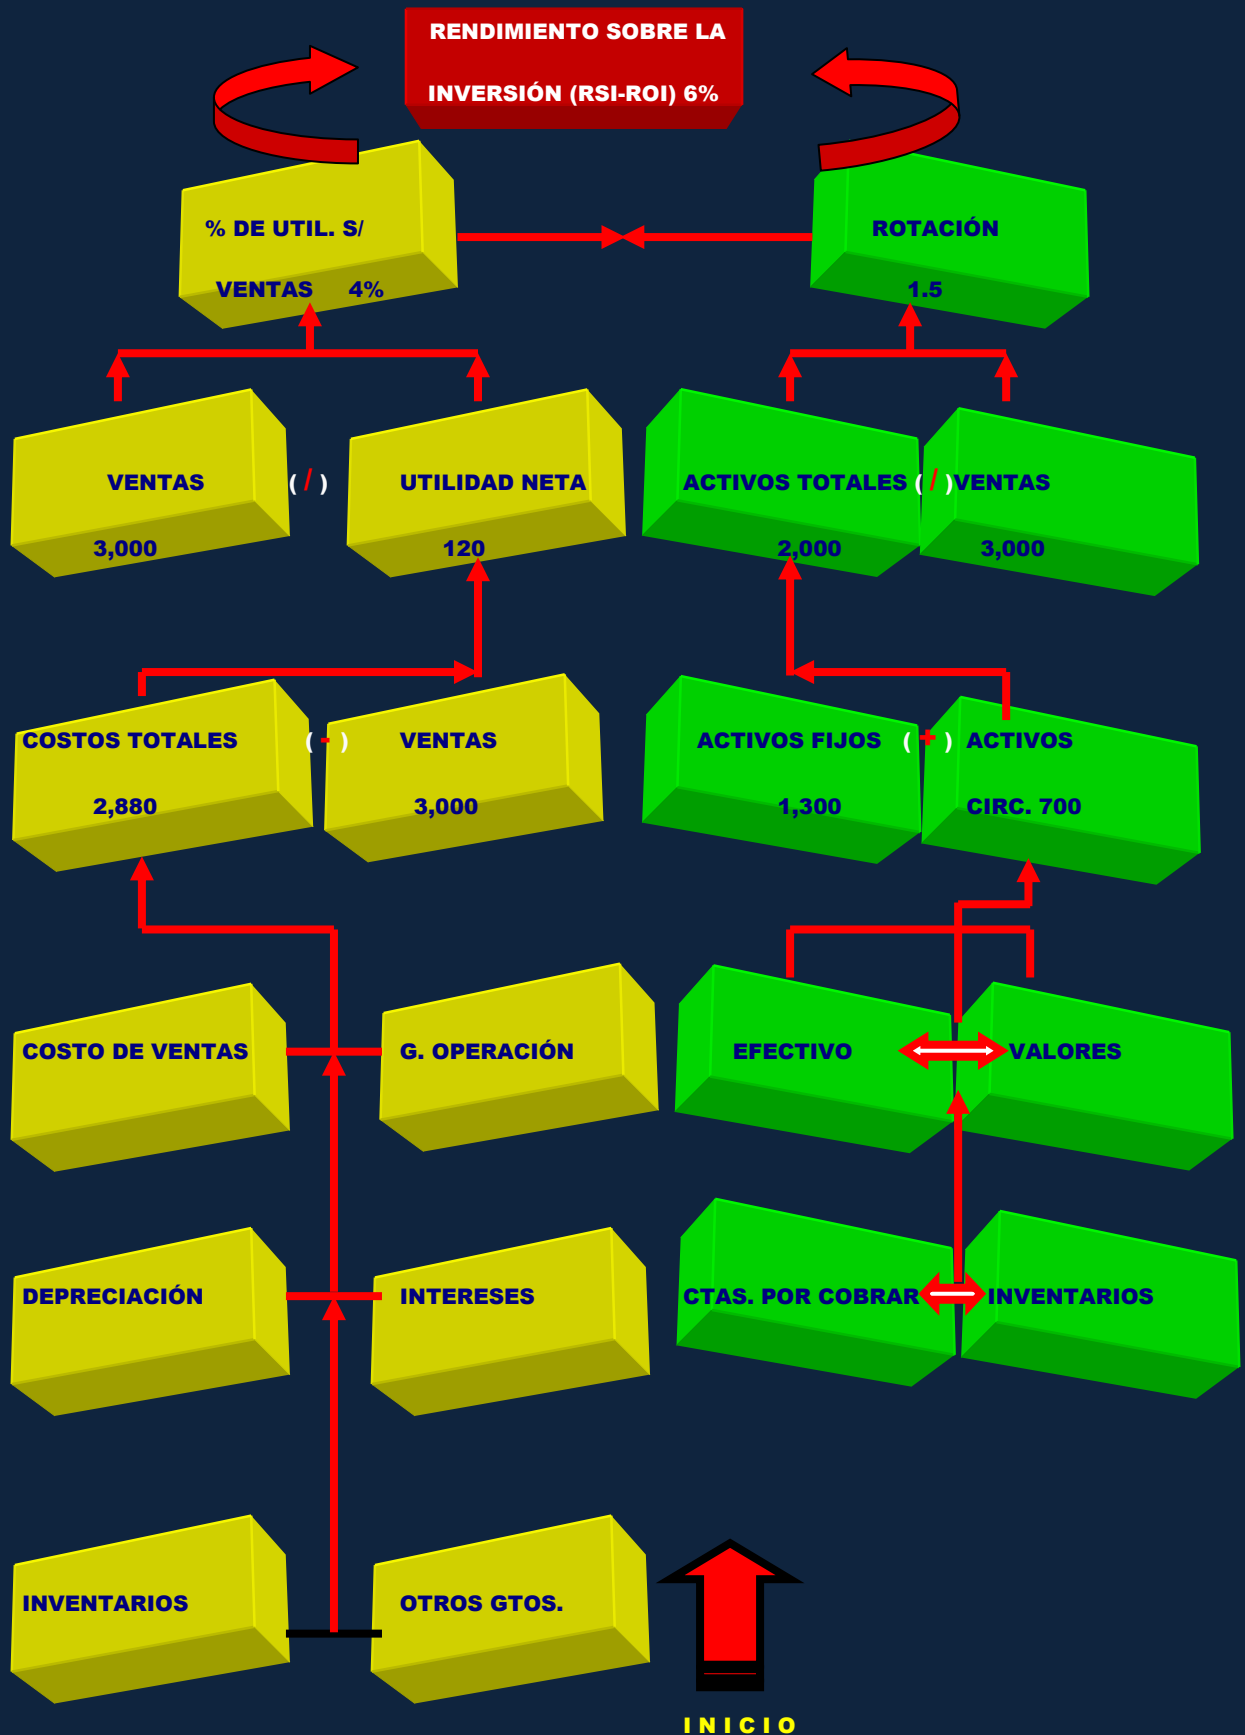 RENDIMIENTO SOBRE LA
INVERSIÓN (RSI-ROI) 6%
% DE UTIL. S/
VENTAS 4%
ROTACIÓN
1.5
VENTAS ( / ) UTILIDAD NETA
3,000 120
ACTIVOS TOTALES ( / ) VENTAS
2,000 3,000
COSTOS TOTALES ( - ) VENTAS
2,880 3,000
ACTIVOS FIJOS ( + ) ACTIVOS
1,300 CIRC. 700
COSTO DE VENTAS G. OPERACIÓN
EFECTIVO VALORES
DEPRECIACIÓN INTERESES
CTAS. POR COBRAR INVENTARIOS
INVENTARIOS OTROS GTOS.
I N I C I O